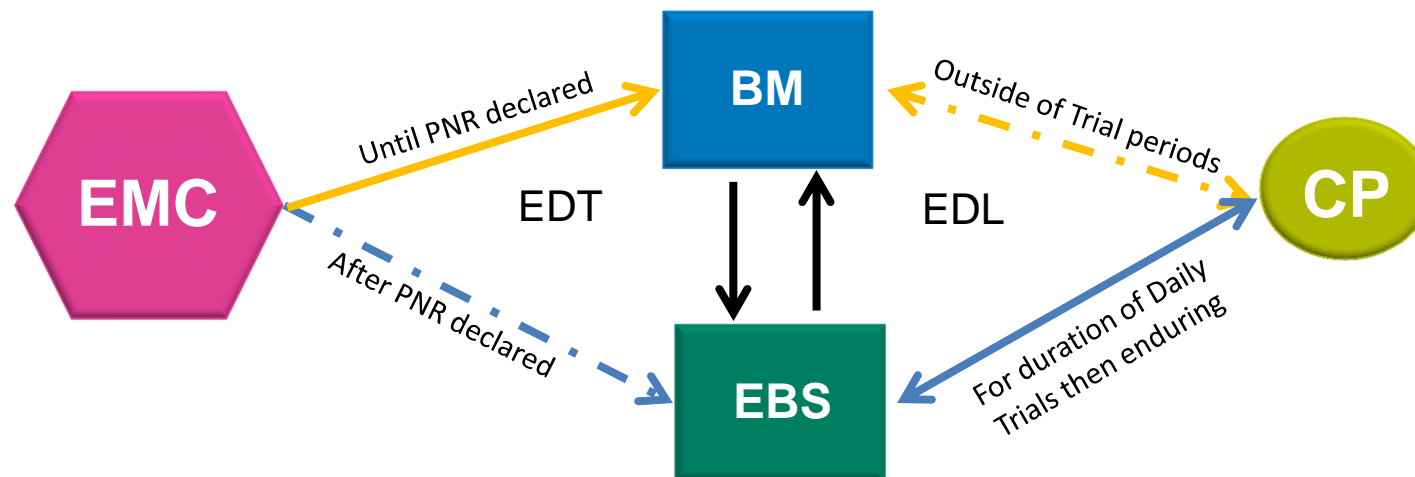 EMC
Until PNR declared
After PNR declared
EDT
BM
EBS
EDL
Outside of Trial periods
For duration of Daily
Trials then enduring
CP